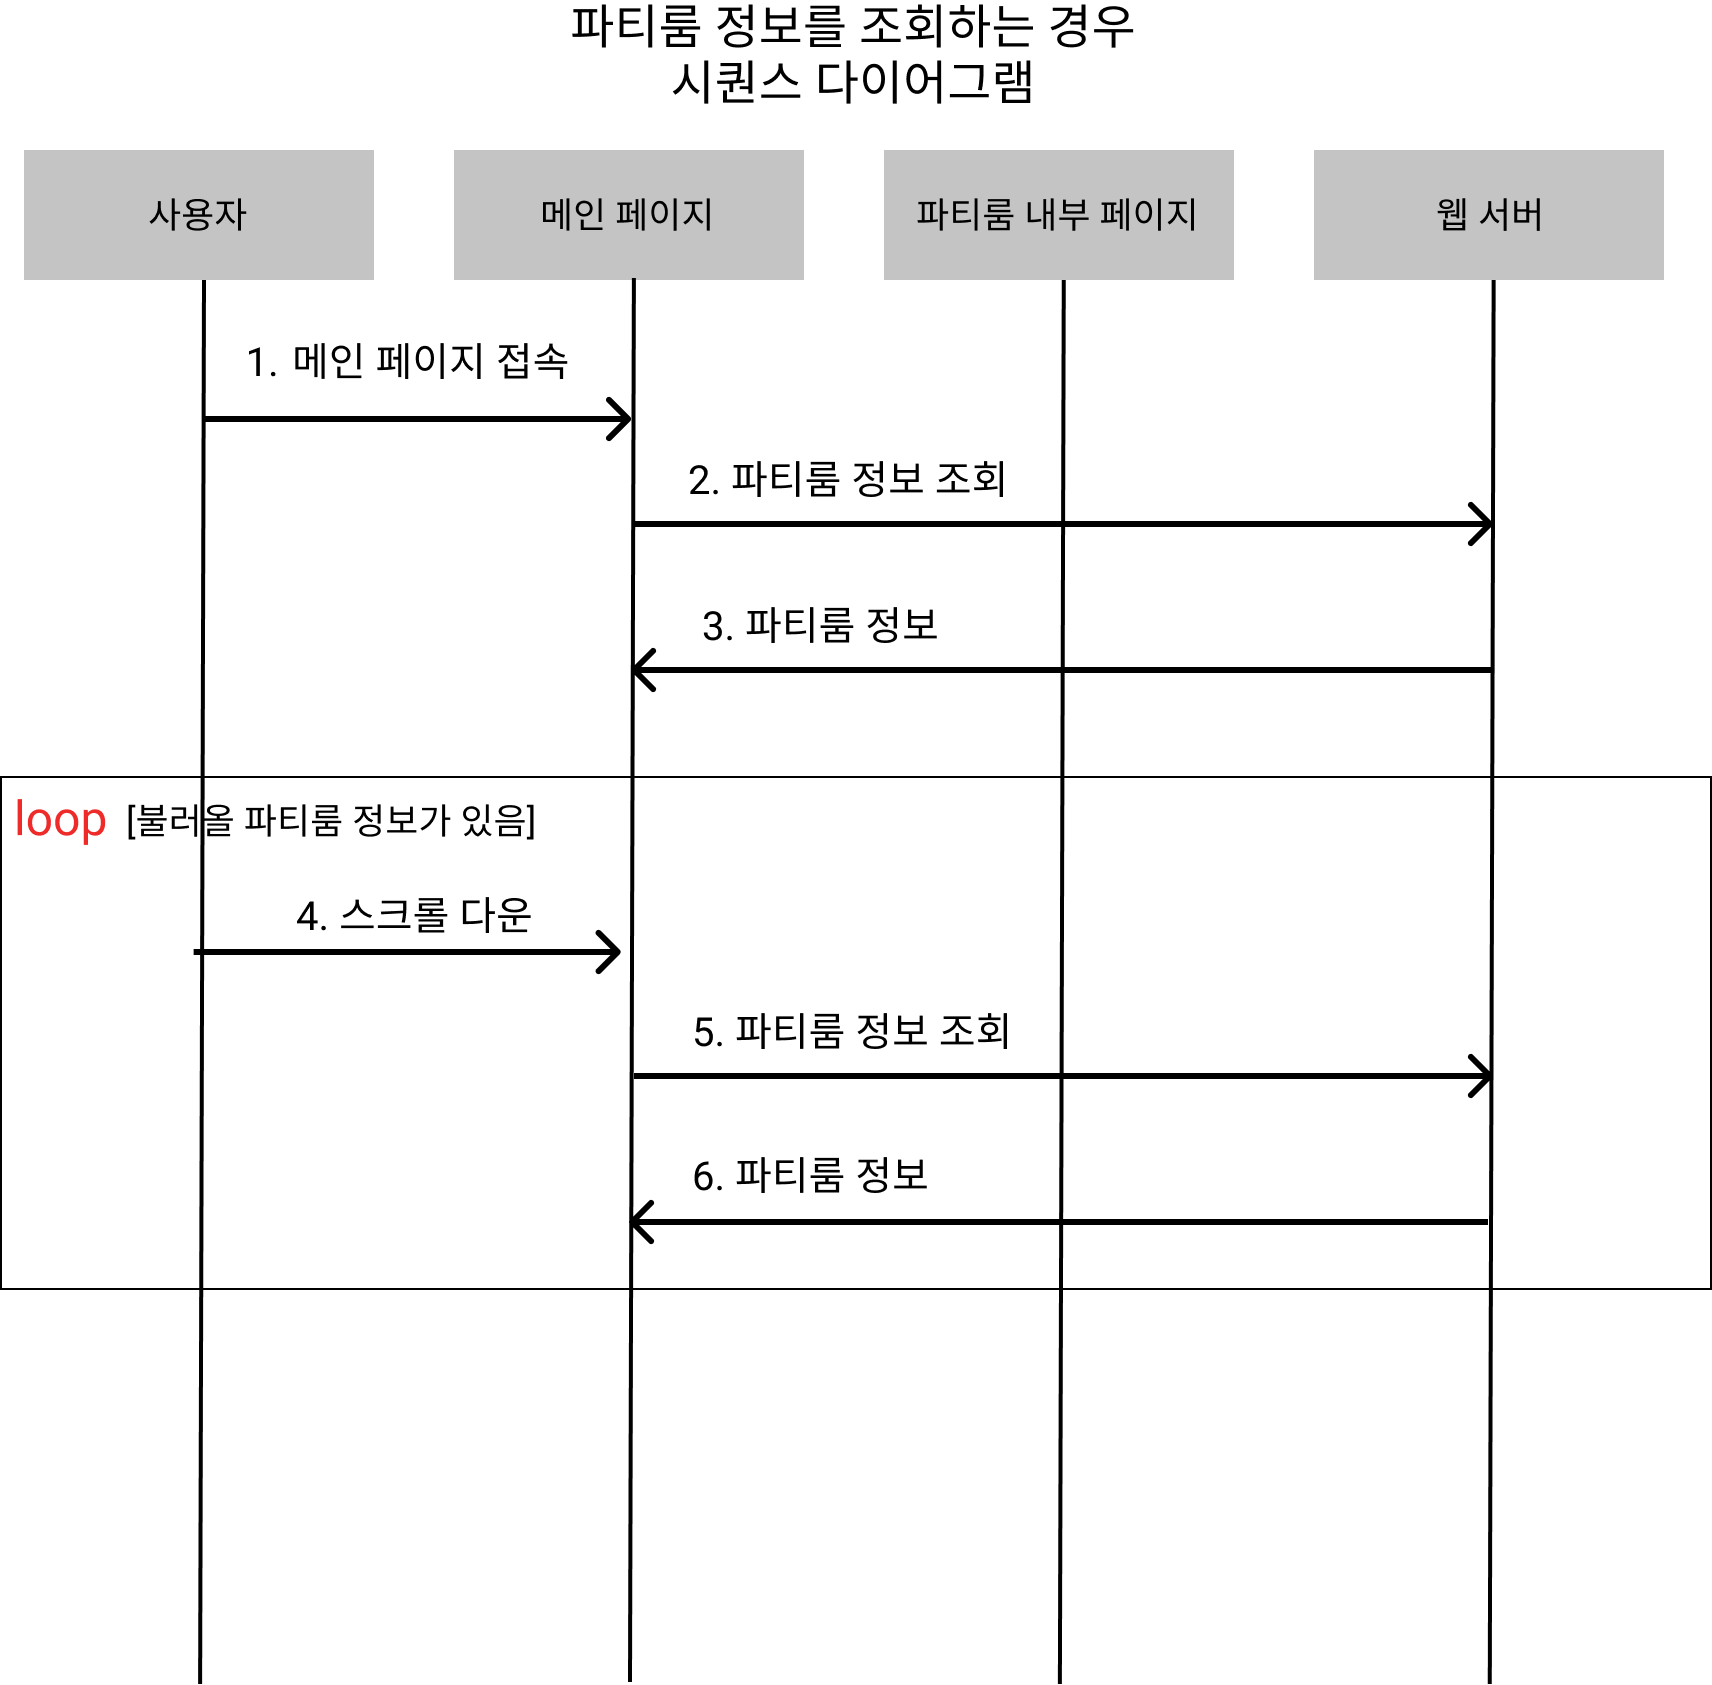 파티룸 정보를 조회하는 경우
시퀀스 다이어그램
사용자
메인 페이지
파티룸 내부 페이지
웹 서버
1. 메인 페이지 접속
2. 파티룸 정보 조회
3. 파티룸 정보
loop [불러올 파티룸 정보가 있음]
4. 스크롤 다운
5. 파티룸 정보 조회
6. 파티룸 정보